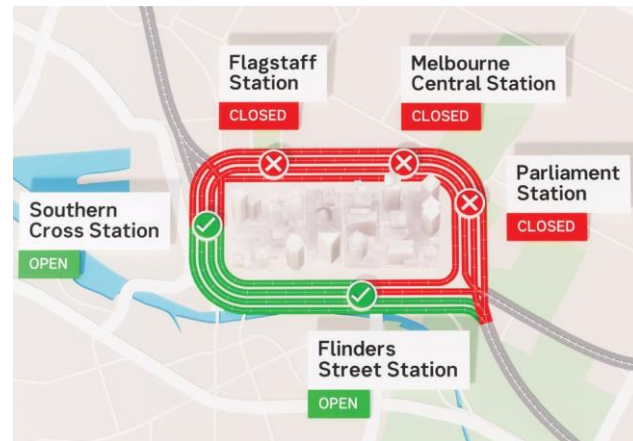 Flagstaff
Station
CLOSED
Melbourne
Central Station
CLOSED
Parliament
Station
CLOSED
Southern
Cross Station
OPEN
Flinders
Street Station
OPEN